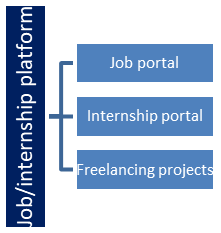 Job/internship platform
Job portal
Internship portal
Freelancing projects